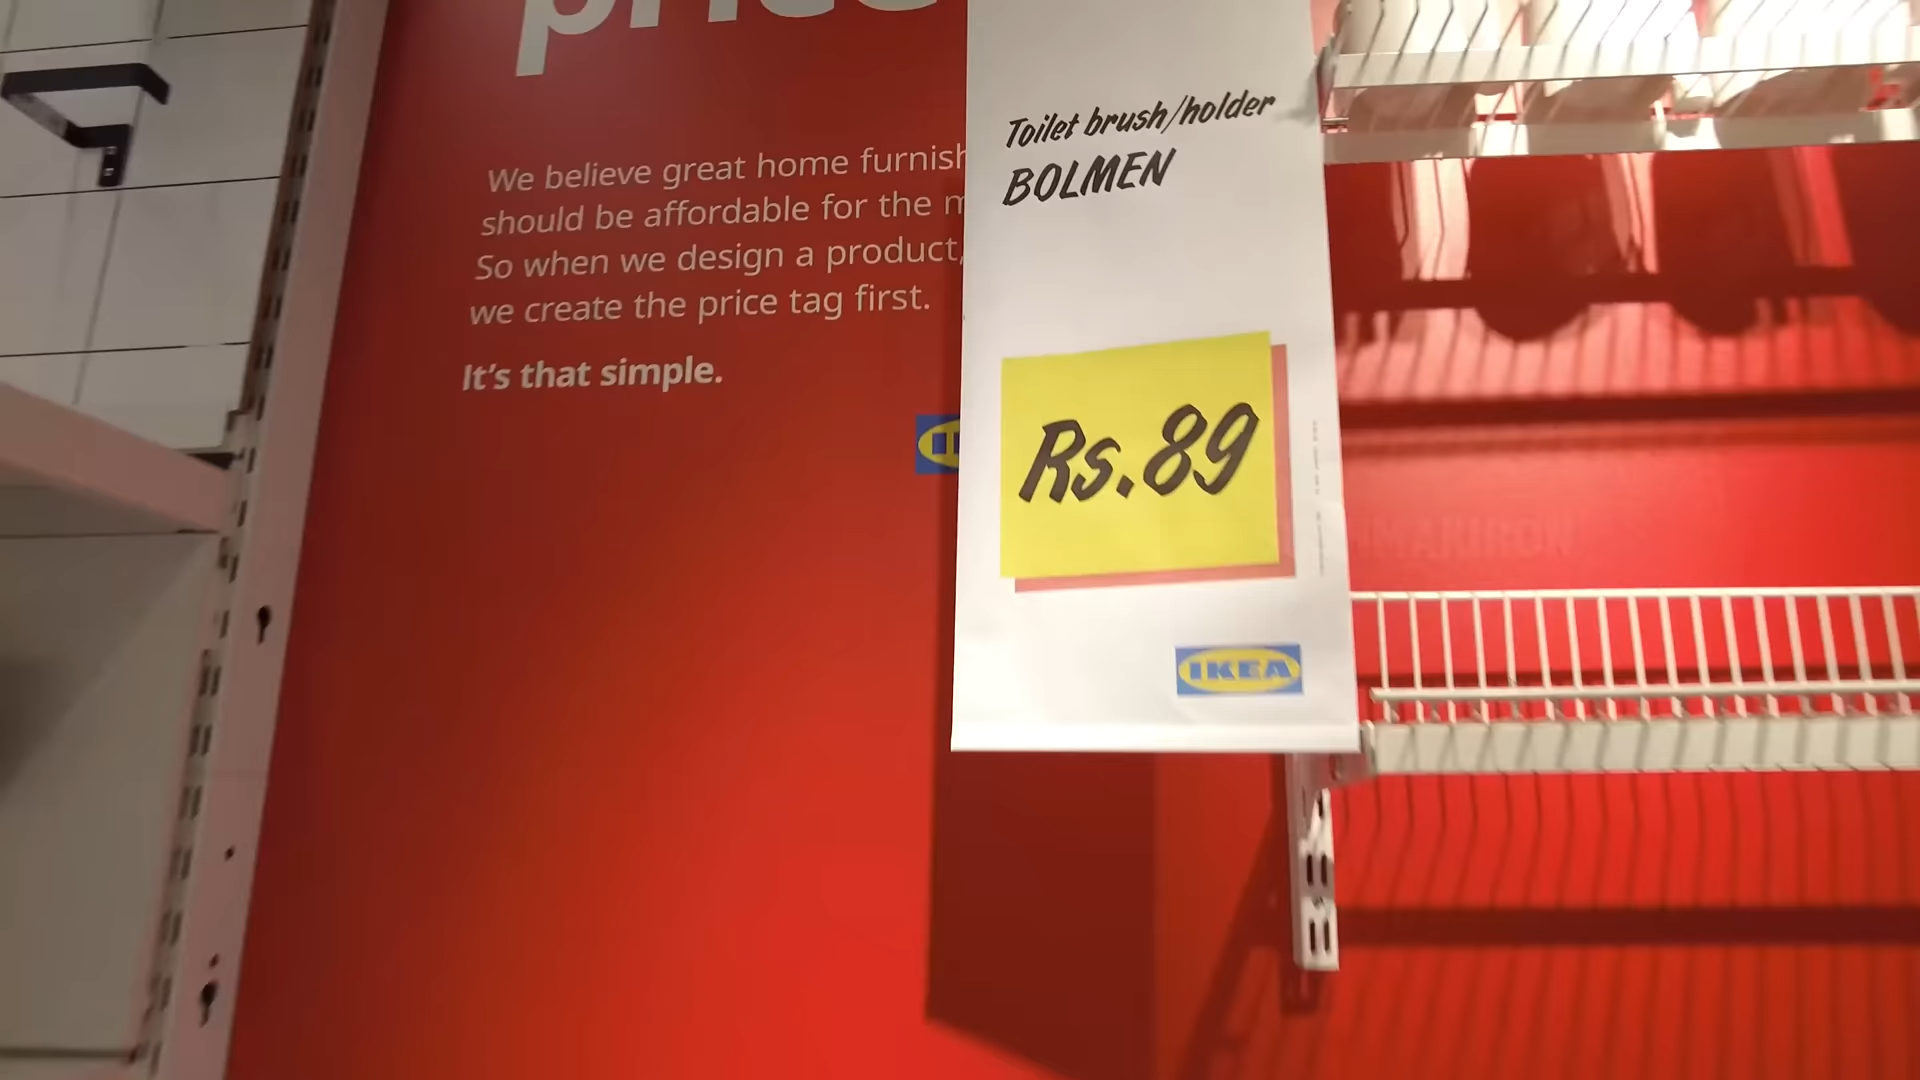 price
We believe great home furnish
should be affordable for the m
So when we design a product,
we create the price tag first.
It's that simple.
Toilet brush/holder
BOLMEN
Rs.89
IKEA